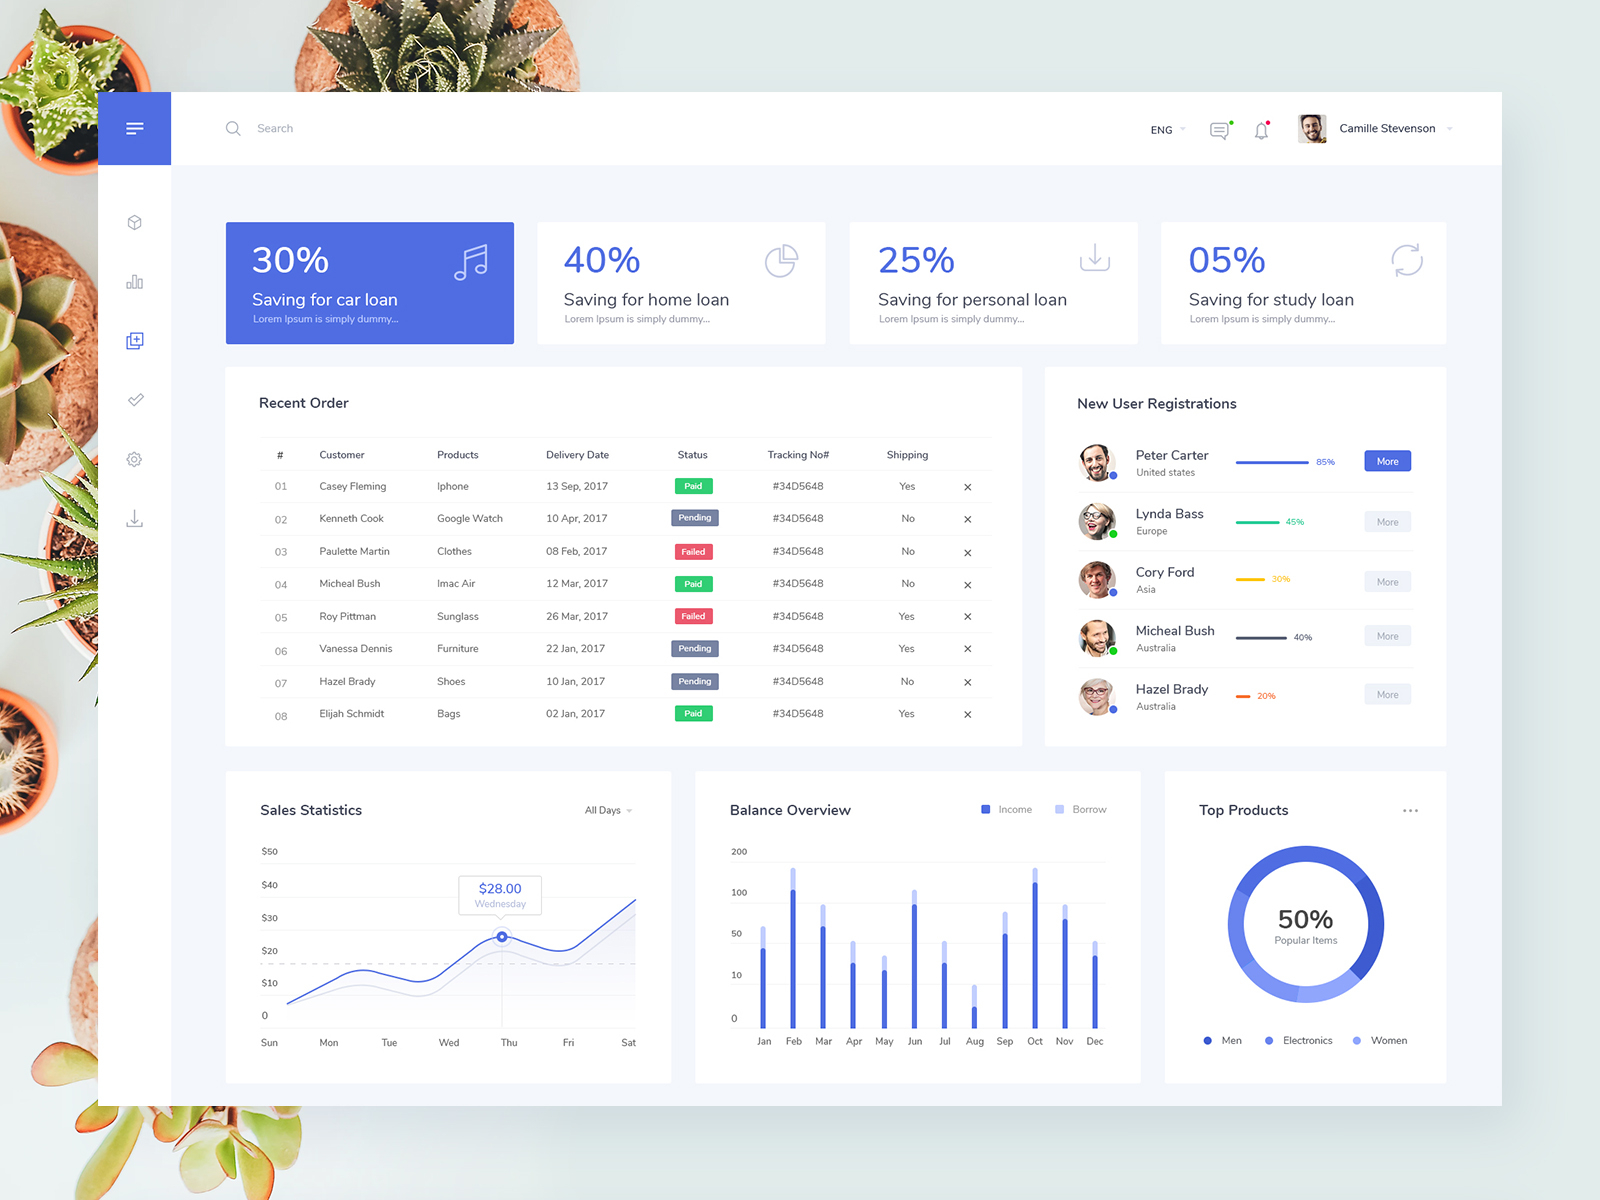 Search
ENG
Camille Stevenson
30%
Saving for car loan
Lorem Ipsum is simply dummy...
40%
Saving for home loan
Lorem Ipsum is simply dummy...
25%
Saving for personal loan
Lorem Ipsum is simply dummy...
05%
Saving for study loan
Lorem Ipsum is simply dummy...
Recent Order
# Customer Products Delivery Date Status Tracking No# Shipping
01 Casey Fleming Iphone 13 Sep, 2017 Paid #34D5648 Yes
02 Kenneth Cook Google Watch 10 Apr, 2017 Pending #34D5648 No
03 Paulette Martin Clothes 08 Feb, 2017 Failed #34D5648 No
04 Micheal Bush Imac Air 12 Mar, 2017 Paid #34D5648 No
05 Roy Pittman Sunglass 26 Mar, 2017 Failed #34D5648 Yes
06 Vanessa Dennis Furniture 22 Jan, 2017 Pending #34D5648 Yes
07 Hazel Brady Shoes 10 Jan, 2017 Pending #34D5648 No
08 Elijah Schmidt Bags 02 Jan, 2017 Paid #34D5648 Yes
New User Registrations
Peter Carter
United states
85%
More
Lynda Bass
Europe
45%
More
Cory Ford
Asia
30%
More
Micheal Bush
Australia
40%
More
Hazel Brady
Australia
20%
More
Sales Statistics
All Days
$50
$40
$30
$20
$10
0
$28.00
Wednesday
Sun Mon Tue Wed Thu Fri Sat
Balance Overview
Income Borrow
200
100
50
10
0
Jan Feb Mar Apr May Jun Jul Aug Sep Oct Nov Dec
Top Products
50%
Popular Items
Men Electronics Women